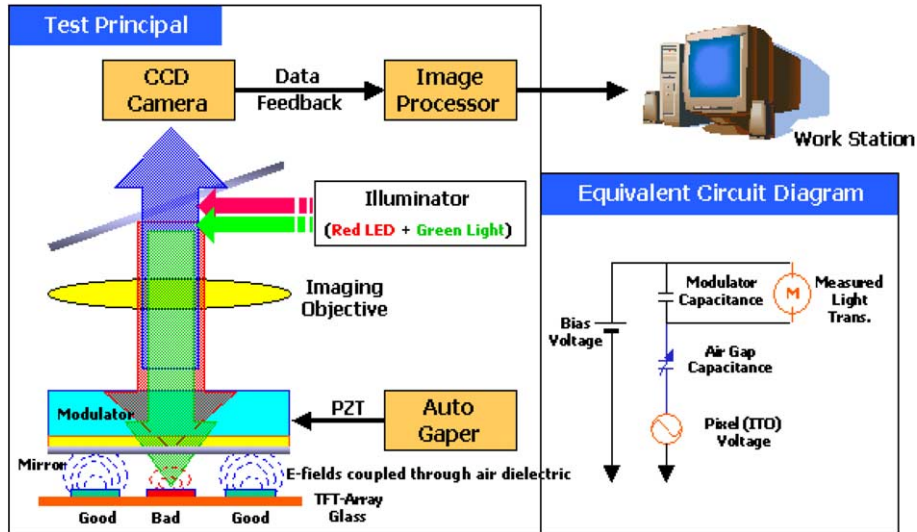 Test Principal
CCD
Camera
Data
Feedback
Image
Processor
Work Station
Illuminator
(Red LED + Green Light)
Imaging
Objective
Modulator
PZT
Auto
Gaper
Mirror
E-fields coupled through air dielectric
TFT-Array
Glass
Good
Bad
Good
Equivalent Circuit Diagram
Modulator
Capacitance
M
Measured
Light
Trans.
Bias
Voltage
Air Gap
Capacitance
Pixel (ITO)
Voltage